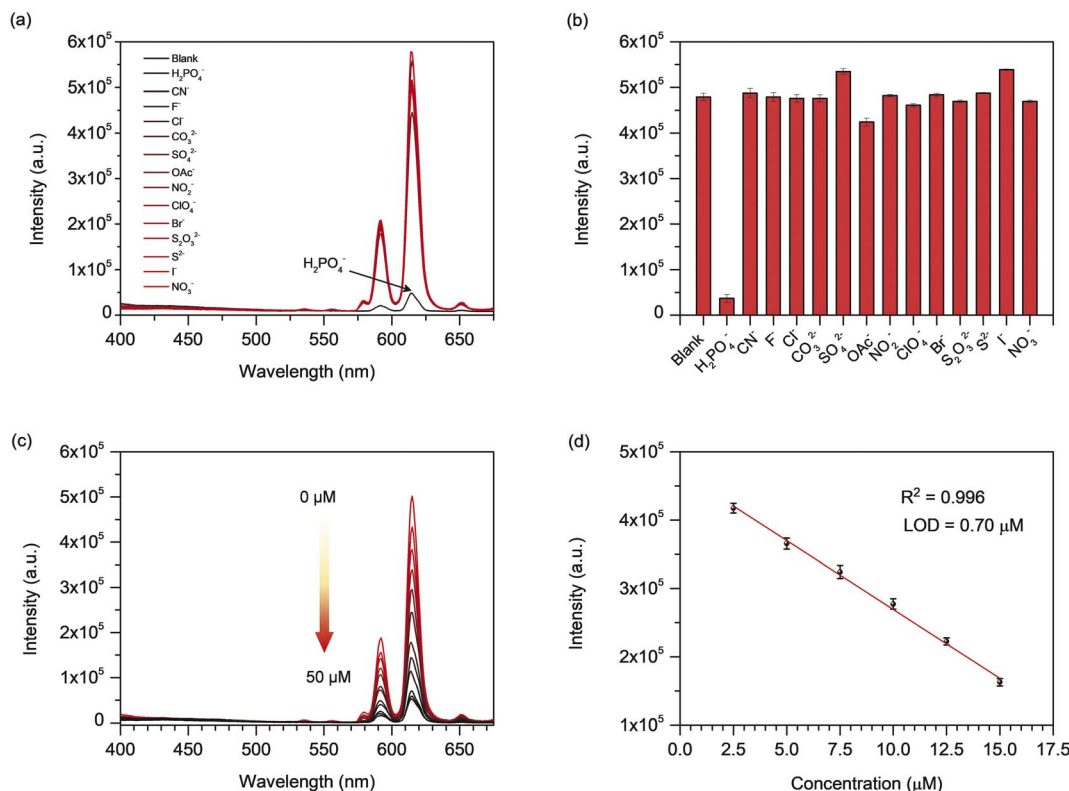 (a)
6x10⁵
5x10⁵
4x10⁵
3x10⁵
2x10⁵
1x10⁵
0
Intensity (a.u.)
Blank
H₂PO₄⁻
CN⁻
F⁻
Cl⁻
CO₃²⁻
SO₄²⁻
OAc⁻
NO₂⁻
ClO₄⁻
Br⁻
S₂O₃²⁻
S²⁻
I⁻
NO₃⁻
H₂PO₄⁻
400 450 500 550 600 650
Wavelength (nm)
(b)
6x10⁵
5x10⁵
4x10⁵
3x10⁵
2x10⁵
1x10⁵
0
Intensity (a.u.)
Blank
H₂PO₄⁻
CN⁻
F⁻
Cl⁻
CO₃²⁻
SO₄²⁻
OAc⁻
NO₂⁻
ClO₄⁻
Br⁻
S₂O₃²⁻
S²⁻
I⁻
NO₃⁻
(c)
6x10⁵
5x10⁵
4x10⁵
3x10⁵
2x10⁵
1x10⁵
0
Intensity (a.u.)
0 μM
50 μM
400 450 500 550 600 650
Wavelength (nm)
(d)
5x10⁵
4x10⁵
3x10⁵
2x10⁵
1x10⁵
Intensity (a.u.)
R² = 0.996
LOD = 0.70 μM
0.0 2.5 5.0 7.5 10.0 12.5 15.0 17.5
Concentration (μM)